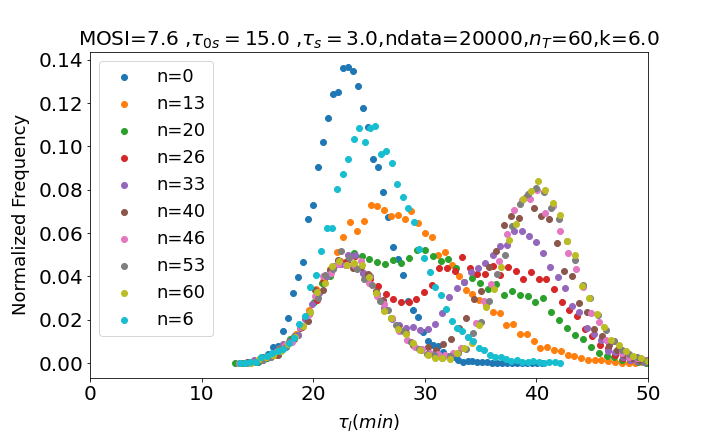 MOSI=7.6 ,τ₀ₛ = 15.0 ,τₛ = 3.0,ndata=20000,n_T=60,k=6.0
Normalized Frequency
0.14
0.12
0.10
0.08
0.06
0.04
0.02
0.00
n=0
n=13
n=20
n=26
n=33
n=40
n=46
n=53
n=60
n=6
0 10 20 30 40 50
τ_l(min)